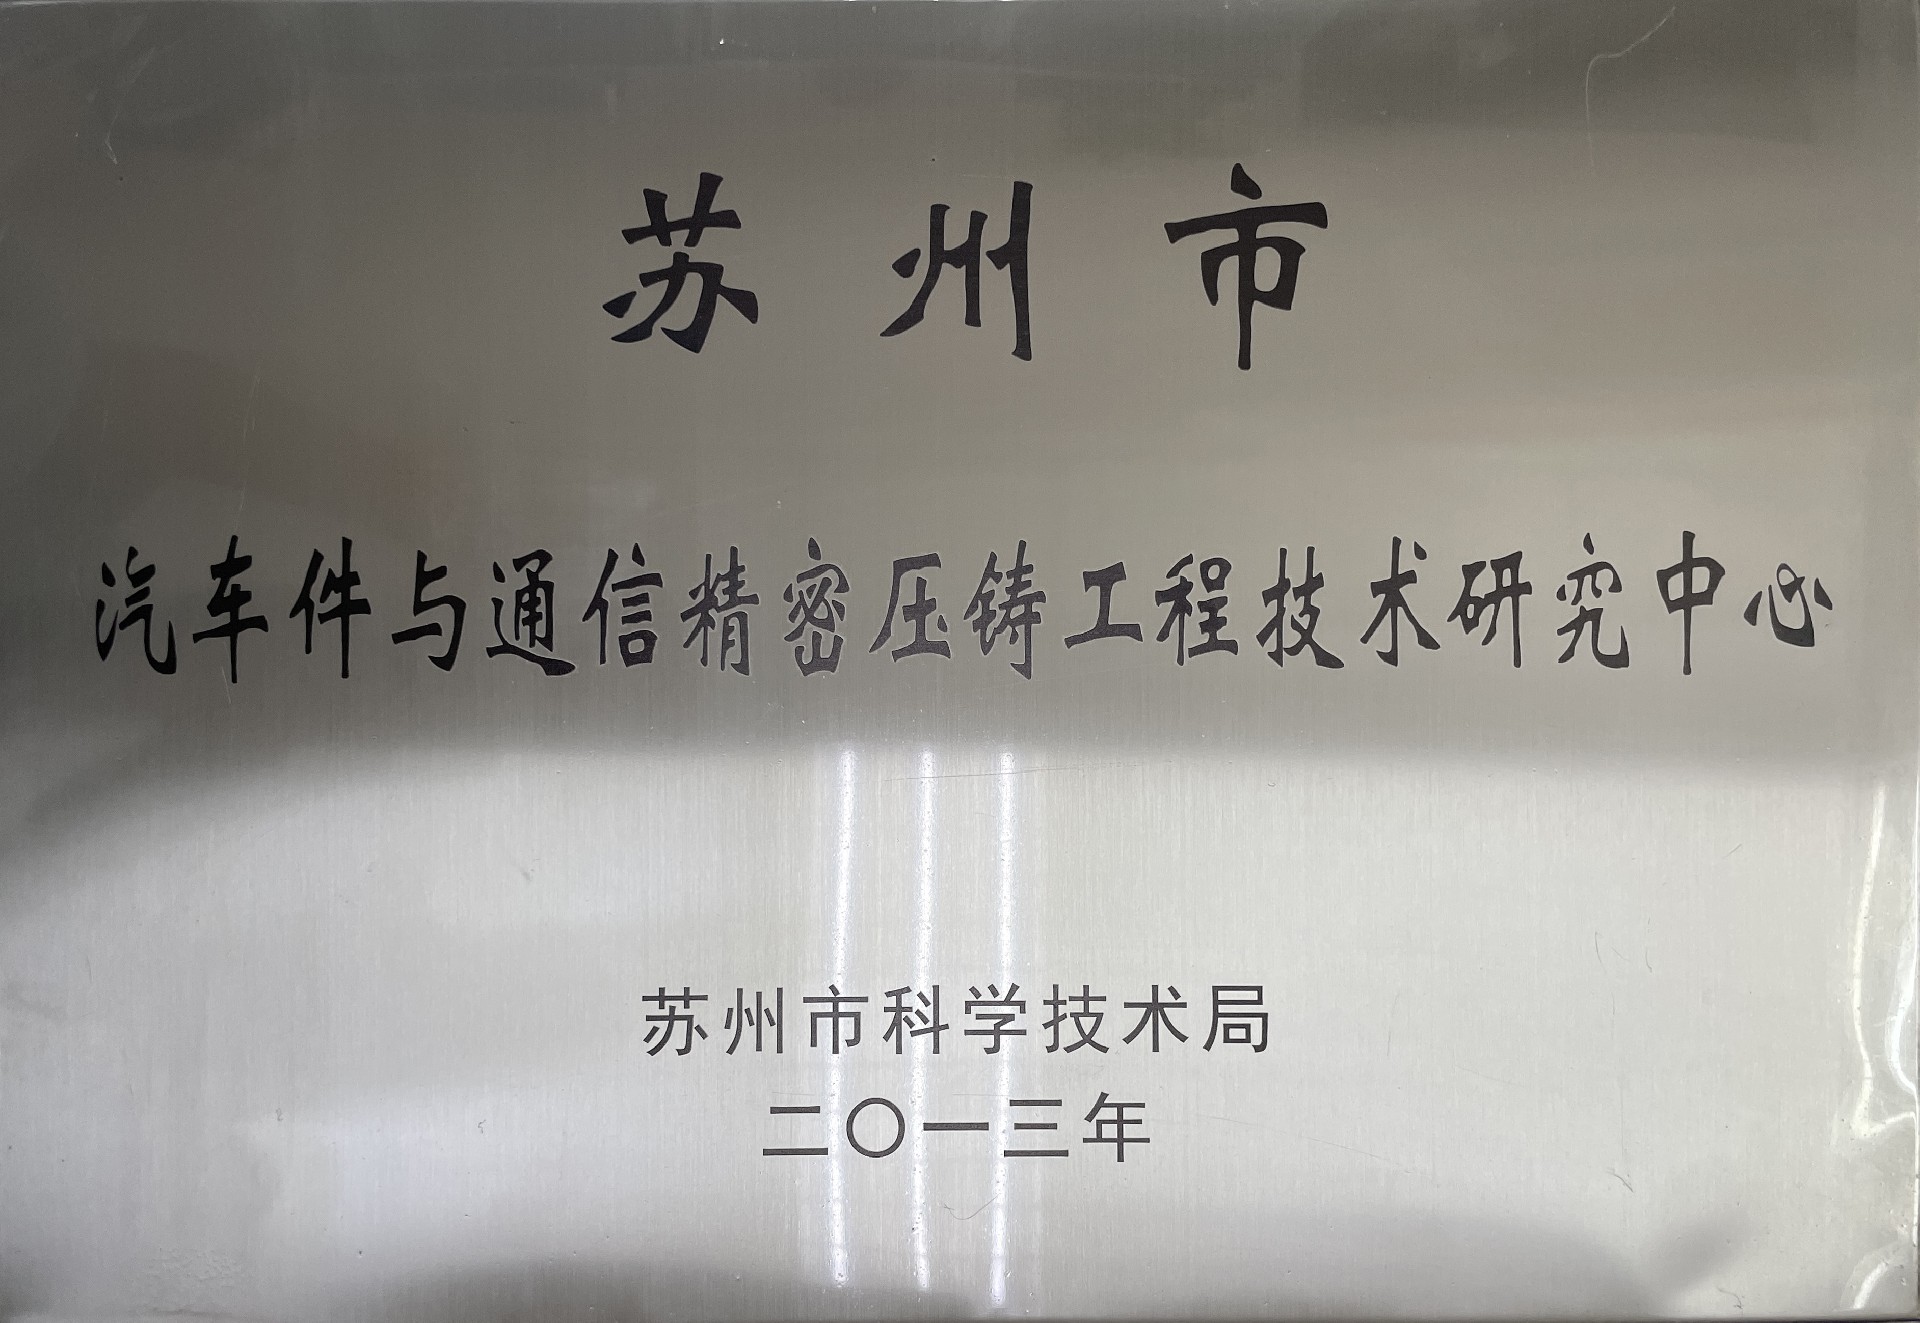 苏州市
汽车件与通信精密压铸工程技术研究中心
苏州市科学技术局
二〇一三年